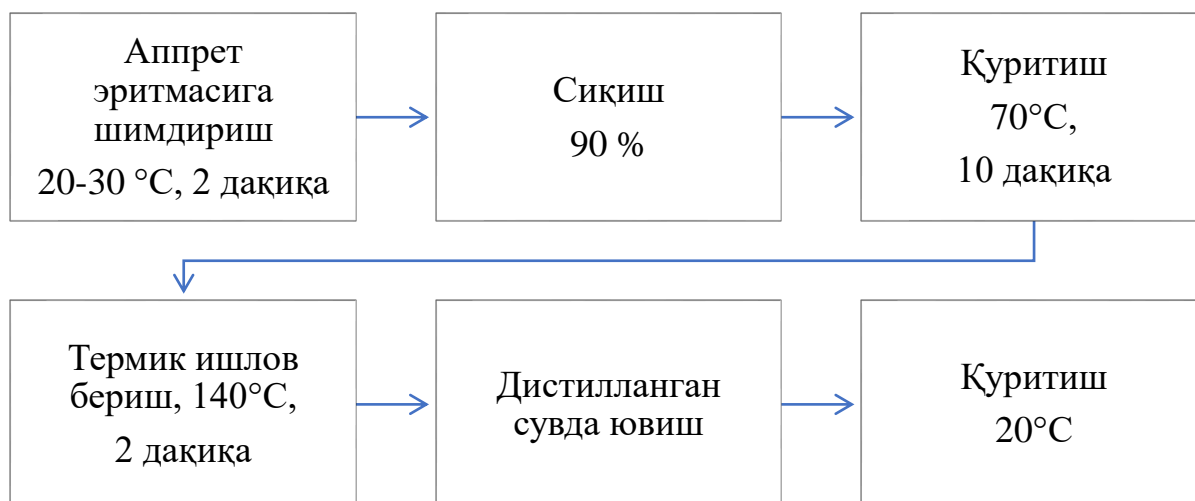 Аппрет
эритмасига
шимдириш
20-30 °C, 2 дақиқа
Сиқиш
90 %
Қуритиш
70°C,
10 дақиқа
Термик ишлов
бериш, 140°C,
2 дақиқа
Дистилланган
сувда ювиш
Қуритиш
20°C